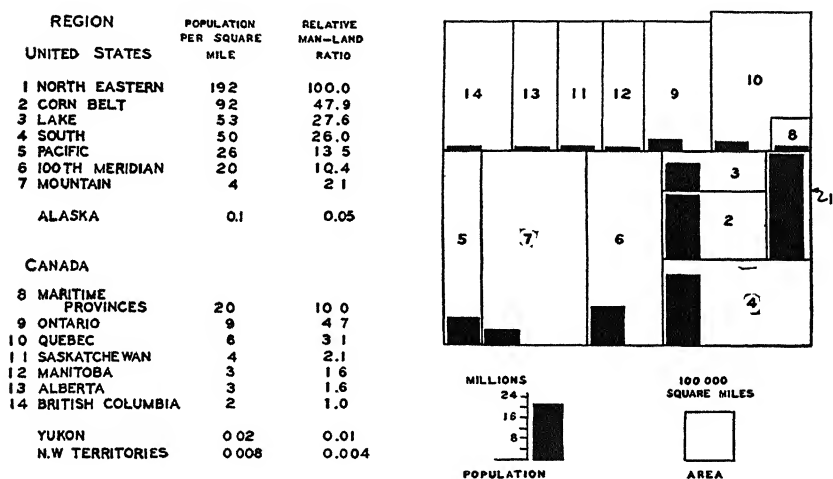 REGION POPULATION PER SQUARE MILE RELATIVE MAN-LAND RATIO
UNITED STATES
1 NORTH EASTERN 192 100.0
2 CORN BELT 92 47.9
3 LAKE 53 27.6
4 SOUTH 50 26.0
5 PACIFIC 26 13 5
6 100TH MERIDIAN 20 10.4
7 MOUNTAIN 4 2 1
ALASKA 0.1 0.05
CANADA
8 MARITIME
PROVINCES 20 10 0
9 ONTARIO 9 4 7
10 QUEBEC 6 3 1
11 SASKATCHEWAN 4 2.1
12 MANITOBA 3 1 6
13 ALBERTA 3 1.6
14 BRITISH COLUMBIA 2 1.0
YUKON 0 02 0.01
N.W TERRITORIES 0 008 0.004
14 13 11 12 9 10
8
3
1
2
5 7 6
4
MILLIONS
24
16
8
POPULATION
100 000
SQUARE MILES
AREA